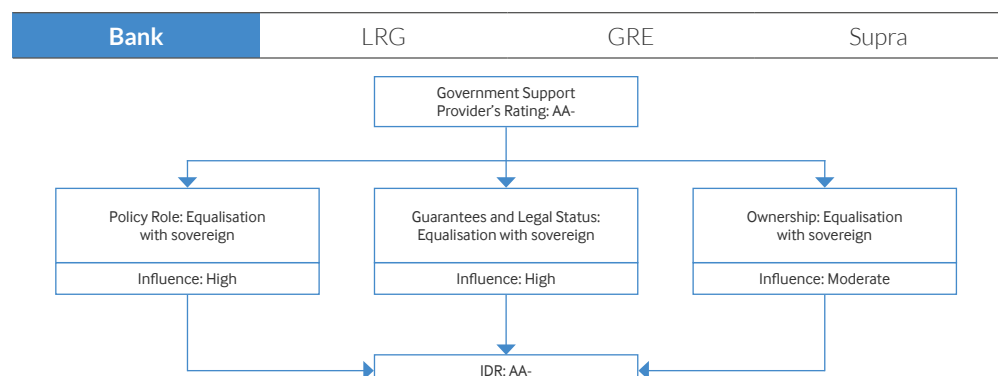 Bank
LRG
GRE
Supra
Government Support
Provider's Rating: AA-
Policy Role: Equalisation
with sovereign
Influence: High
Guarantees and Legal Status:
Equalisation with sovereign
Influence: High
Ownership: Equalisation
with sovereign
Influence: Moderate
IDR: AA-